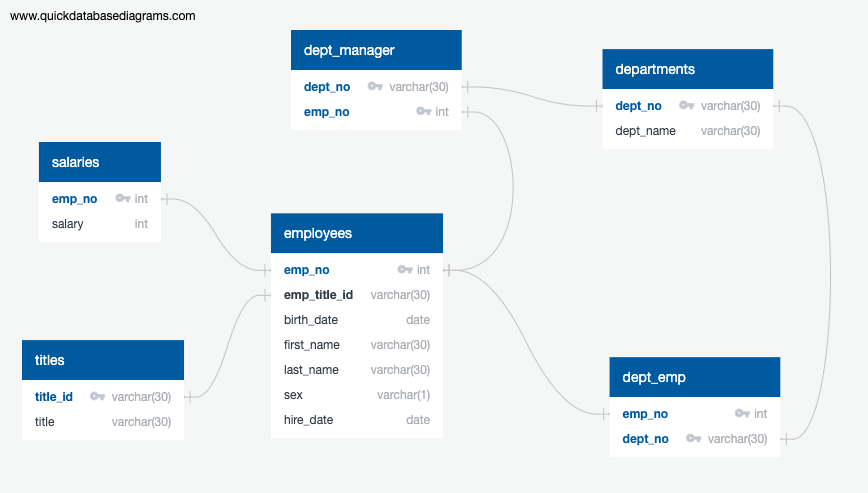 www.quickdatabasediagrams.com
dept_manager
dept_no varchar(30)
emp_no int
departments
dept_no varchar(30)
dept_name varchar(30)
salaries
emp_no int
salary int
employees
emp_no int
emp_title_id varchar(30)
birth_date date
first_name varchar(30)
last_name varchar(30)
sex varchar(1)
hire_date date
titles
title_id varchar(30)
title varchar(30)
dept_emp
emp_no int
dept_no varchar(30)